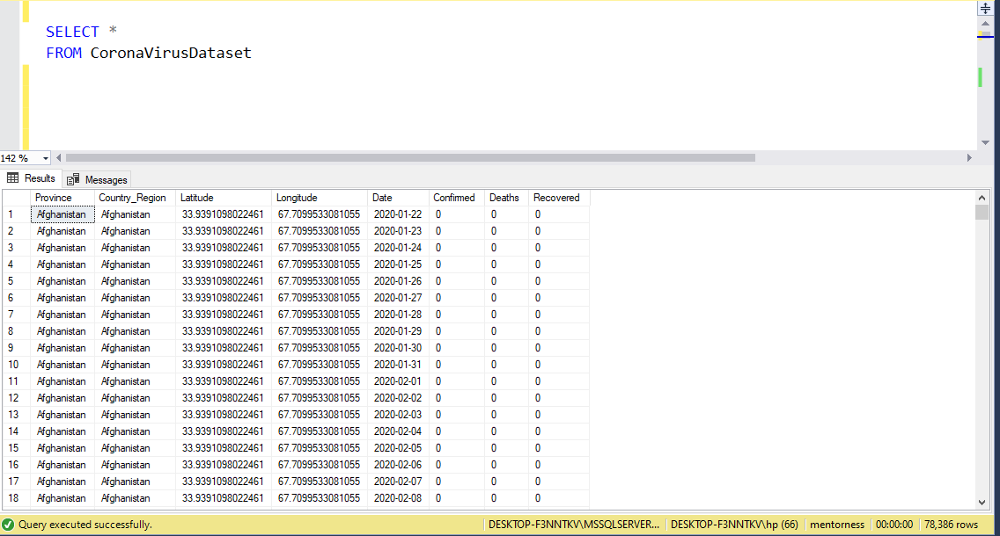 SELECT *
FROM CoronaVirusDataset
142 %
Results Messages
Province Country_Region Latitude Longitude Date Confirmed Deaths Recovered
1 Afghanistan Afghanistan 33.9391098022461 67.7099533081055 2020-01-22 0 0 0
2 Afghanistan Afghanistan 33.9391098022461 67.7099533081055 2020-01-23 0 0 0
3 Afghanistan Afghanistan 33.9391098022461 67.7099533081055 2020-01-24 0 0 0
4 Afghanistan Afghanistan 33.9391098022461 67.7099533081055 2020-01-25 0 0 0
5 Afghanistan Afghanistan 33.9391098022461 67.7099533081055 2020-01-26 0 0 0
6 Afghanistan Afghanistan 33.9391098022461 67.7099533081055 2020-01-27 0 0 0
7 Afghanistan Afghanistan 33.9391098022461 67.7099533081055 2020-01-28 0 0 0
8 Afghanistan Afghanistan 33.9391098022461 67.7099533081055 2020-01-29 0 0 0
9 Afghanistan Afghanistan 33.9391098022461 67.7099533081055 2020-01-30 0 0 0
10 Afghanistan Afghanistan 33.9391098022461 67.7099533081055 2020-01-31 0 0 0
11 Afghanistan Afghanistan 33.9391098022461 67.7099533081055 2020-02-01 0 0 0
12 Afghanistan Afghanistan 33.9391098022461 67.7099533081055 2020-02-02 0 0 0
13 Afghanistan Afghanistan 33.9391098022461 67.7099533081055 2020-02-03 0 0 0
14 Afghanistan Afghanistan 33.9391098022461 67.7099533081055 2020-02-04 0 0 0
15 Afghanistan Afghanistan 33.9391098022461 67.7099533081055 2020-02-05 0 0 0
16 Afghanistan Afghanistan 33.9391098022461 67.7099533081055 2020-02-06 0 0 0
17 Afghanistan Afghanistan 33.9391098022461 67.7099533081055 2020-02-07 0 0 0
18 Afghanistan Afghanistan 33.9391098022461 67.7099533081055 2020-02-08 0 0 0
Query executed successfully. DESKTOP-F3NNTKV\MSSQLSERVER... DESKTOP-F3NNTKV\hp (66) mentorness 00:00:00 78,386 rows